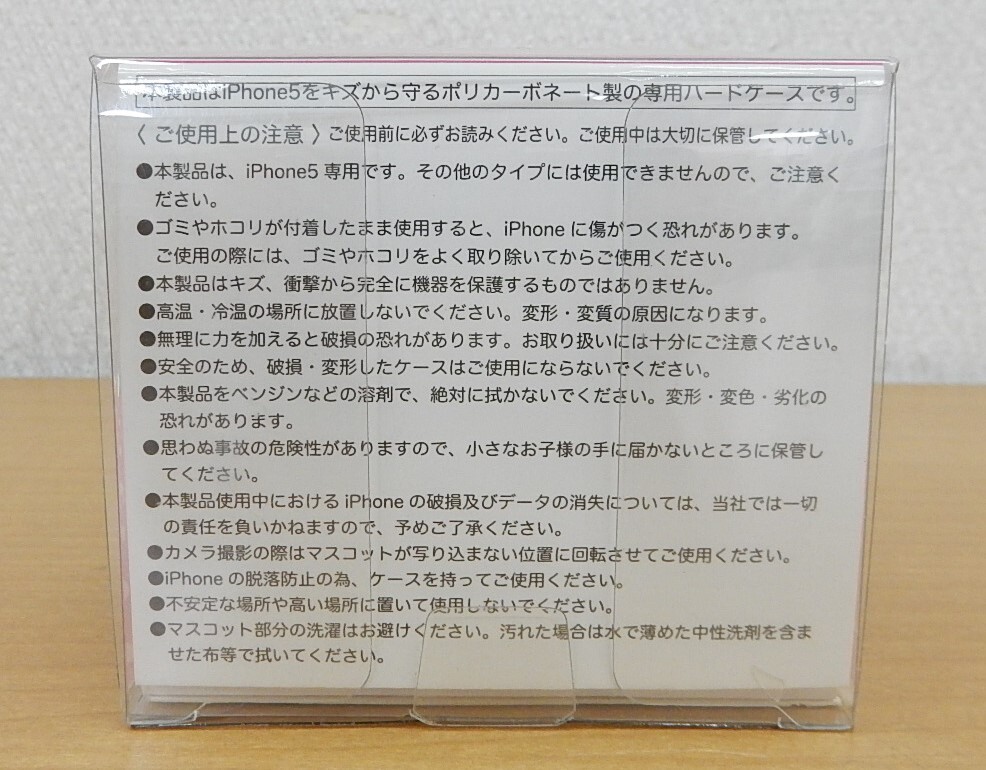 本製品はiPhone5をキズから守るポリカーボネート製の専用ハードケースです。
〈ご使用上の注意〉ご使用前に必ずお読みください。ご使用中は大切に保管してください。
●本製品は、iPhone5専用です。その他のタイプには使用できませんので、ご注意く
ださい。
●ゴミやホコリが付着したまま使用すると、iPhoneに傷がつく恐れがあります。
ご使用の際には、ゴミやホコリをよく取り除いてからご使用ください。
●本製品はキズ、衝撃から完全に機器を保護するものではありません。
●高温・冷温の場所に放置しないでください。変形・変質の原因になります。
●無理に力を加えると破損の恐れがあります。お取り扱いには十分にご注意ください。
●安全のため、破損・変形したケースはご使用にならないでください。
●本製品をベンジンなどの溶剤で、絶対に拭かないでください。変形・変色・劣化の
恐れがあります。
●思わぬ事故の危険性がありますので、小さなお子様の手に届かないところに保管し
てください。
●本製品使用中におけるiPhoneの破損及びデータの消失については、当社では一切
の責任を負いかねますので、予めご了承ください。
●カメラ撮影の際はマスコットが写り込まない位置に回転させてご使用ください。
●iPhoneの脱落防止の為、ケースを持ってご使用ください。
●不安定な場所や高い場所に置いて使用しないでください。
●マスコット部分の洗濯はお避けください。汚れた場合は水で薄めた中性洗剤を含ま
せた布等で拭いてください。